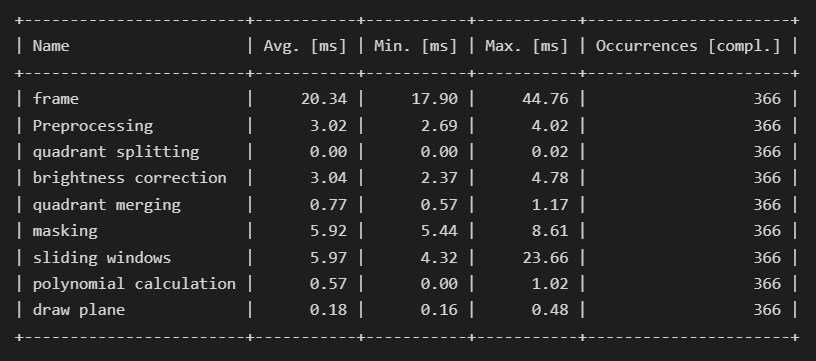 +------------------------+-----------+-----------+-----------+----------------------+
| Name                   | Avg. [ms] | Min. [ms] | Max. [ms] | Occurrences [compl.] |
+------------------------+-----------+-----------+-----------+----------------------+
| frame                  |     20.34 |     17.90 |     44.76 |                  366 |
| Preprocessing          |      3.02 |      2.69 |      4.02 |                  366 |
| quadrant splitting     |      0.00 |      0.00 |      0.02 |                  366 |
| brightness correction  |      3.04 |      2.37 |      4.78 |                  366 |
| quadrant merging       |      0.77 |      0.57 |      1.17 |                  366 |
| masking                |      5.92 |      5.44 |      8.61 |                  366 |
| sliding windows        |      5.97 |      4.32 |     23.66 |                  366 |
| polynomial calculation |      0.57 |      0.00 |      1.02 |                  366 |
| draw plane             |      0.18 |      0.16 |      0.48 |                  366 |
+------------------------+-----------+-----------+-----------+----------------------+